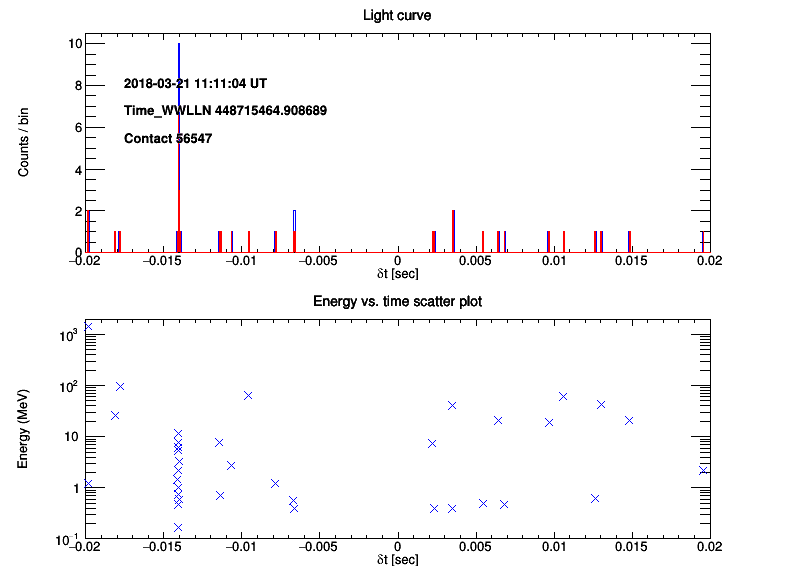 Light curve
Counts / bin
10
8
6
4
2
0
2018-03-21 11:11:04 UT
Time_WWLLN 448715464.908689
Contact 56547
−0.02 −0.015 −0.01 −0.005 0 0.005 0.01 0.015 0.02
δt [sec]
Energy vs. time scatter plot
Energy (MeV)
10³
10²
10
1
10⁻¹
−0.02 −0.015 −0.01 −0.005 0 0.005 0.01 0.015 0.02
δt [sec]